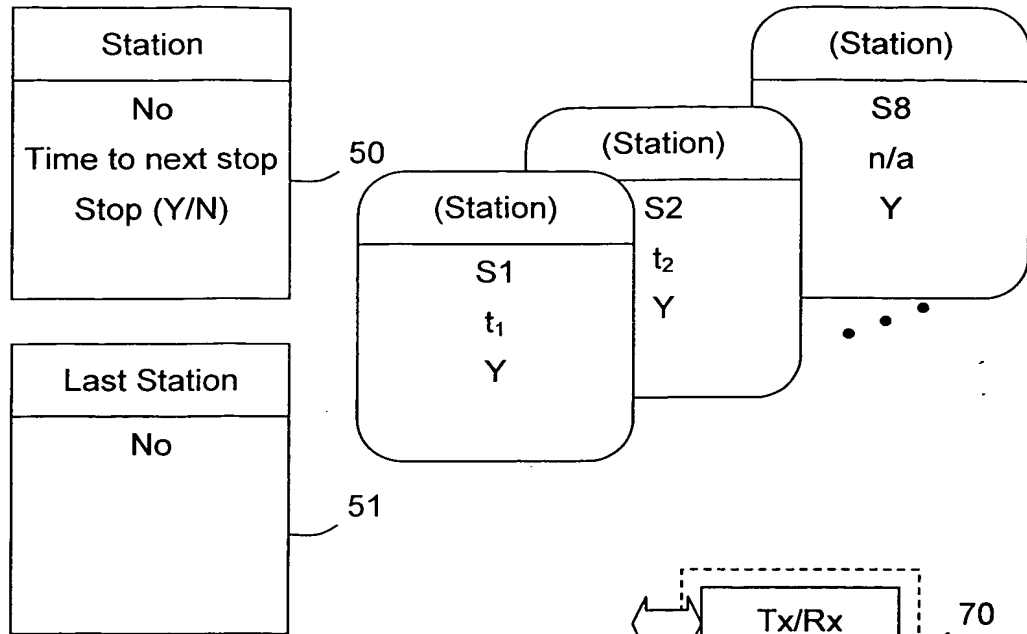 Station
No
Time to next stop
Stop (Y/N)
50
(Station)
S1
t₁
Y
(Station)
S2
t₂
Y
(Station)
S8
n/a
Y
Last Station
No
51
Tx/Rx
70